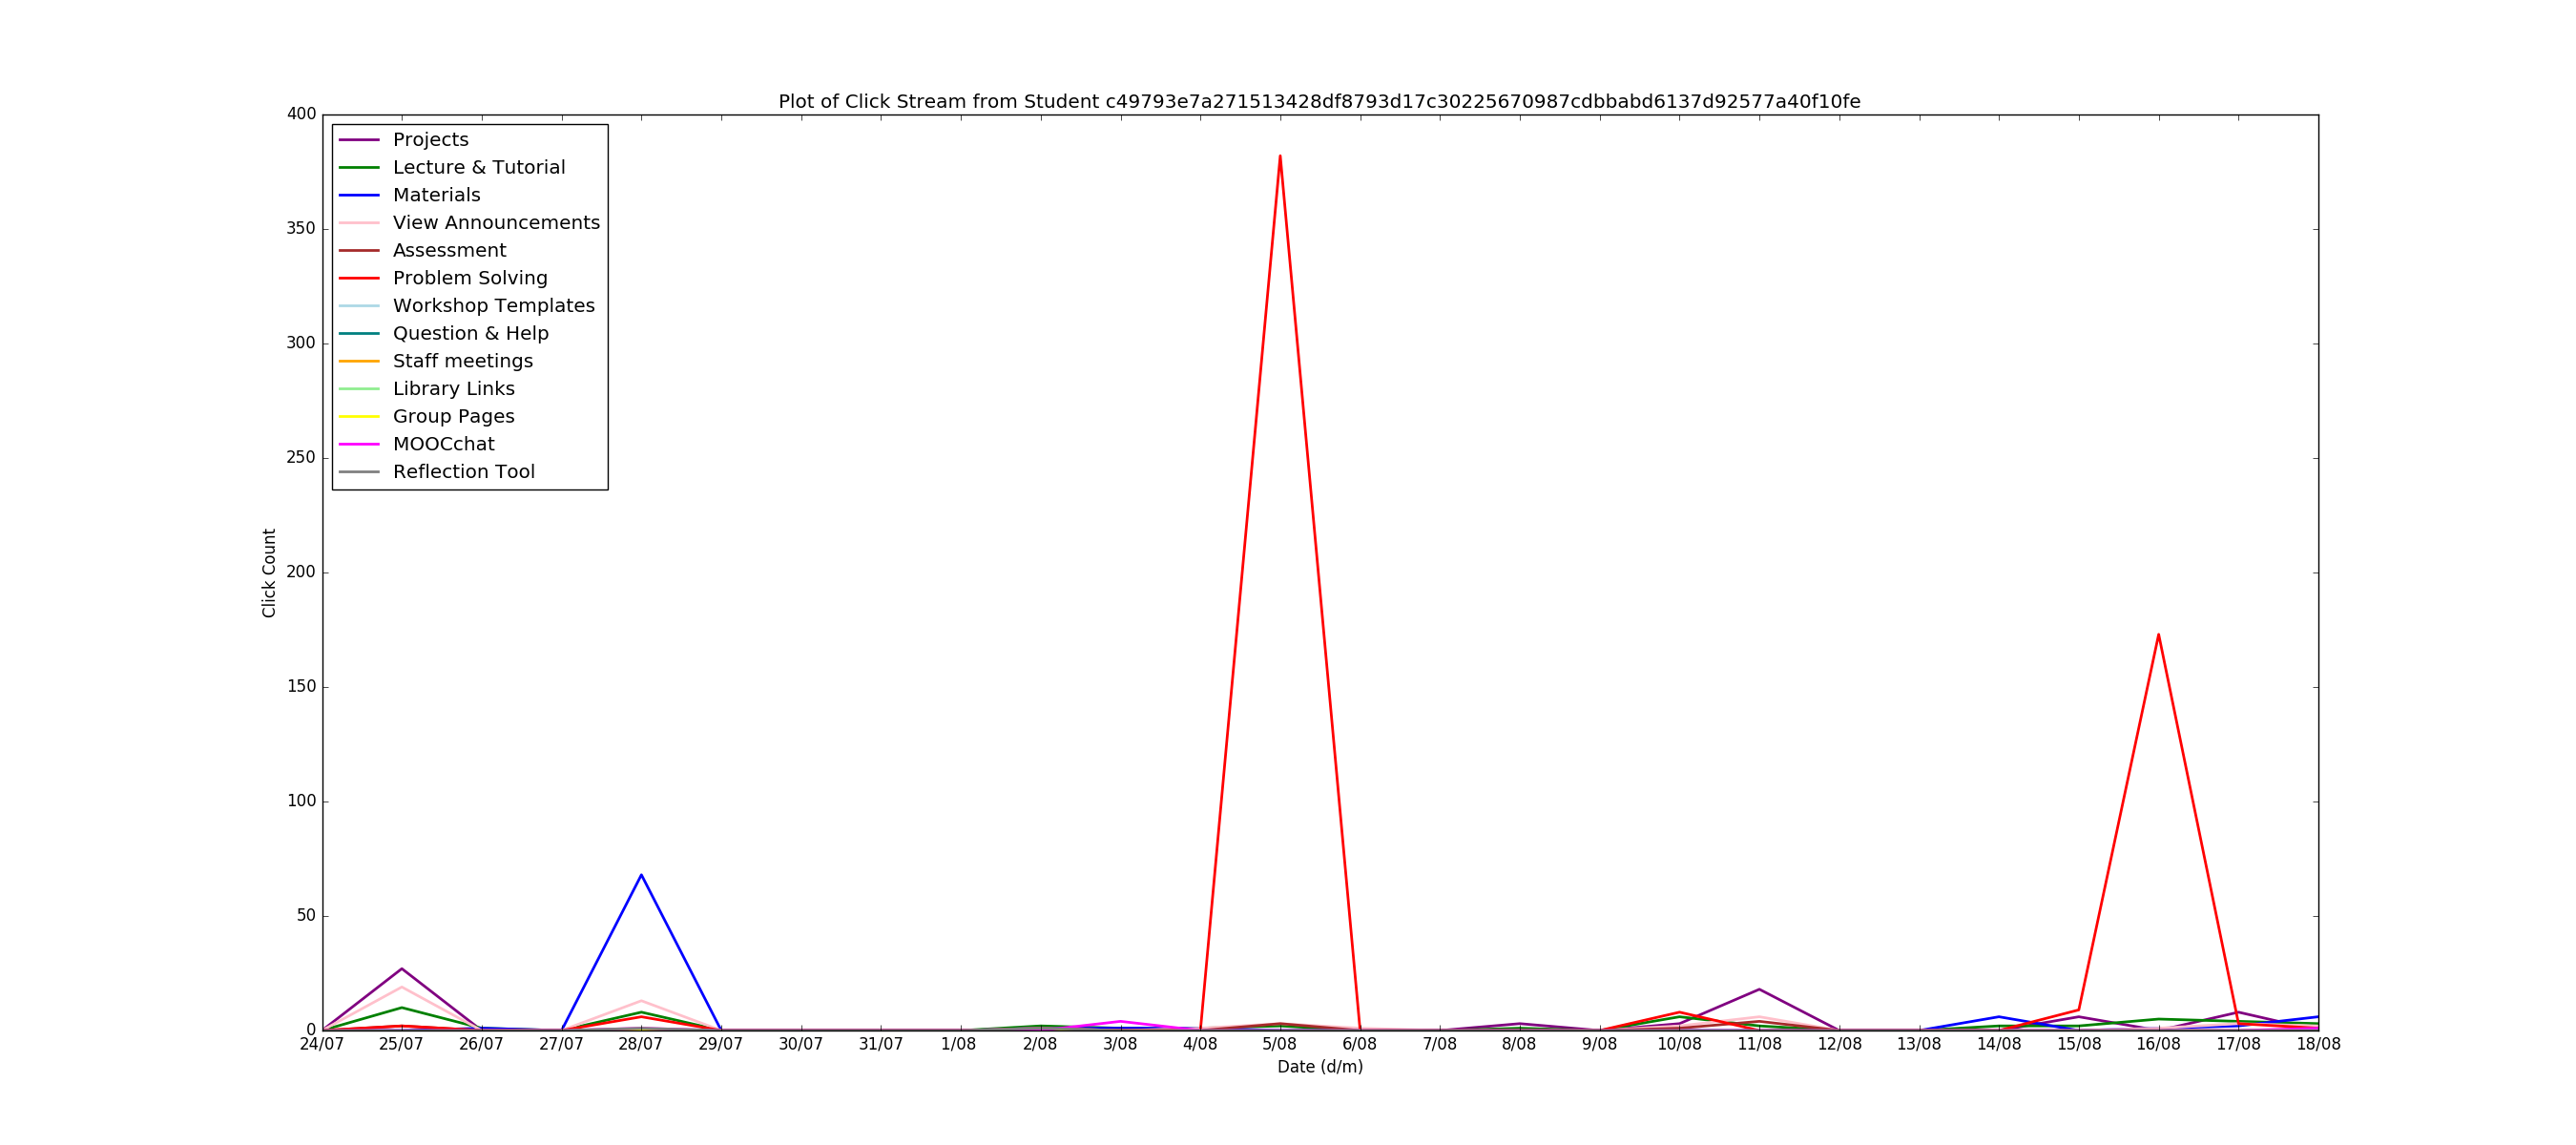 Plot of Click Stream from Student c49793e7a271513428df8793d17c30225670987cdbbabd6137d92577a40f10fe
400
350
300
250
200
150
100
50
0
Click Count
Projects
Lecture & Tutorial
Materials
View Announcements
Assessment
Problem Solving
Workshop Templates
Question & Help
Staff meetings
Library Links
Group Pages
MOOCchat
Reflection Tool
24/07 25/07 26/07 27/07 28/07 29/07 30/07 31/07 1/08 2/08 3/08 4/08 5/08 6/08 7/08 8/08 9/08 10/08 11/08 12/08 13/08 14/08 15/08 16/08 17/08 18/08
Date (d/m)